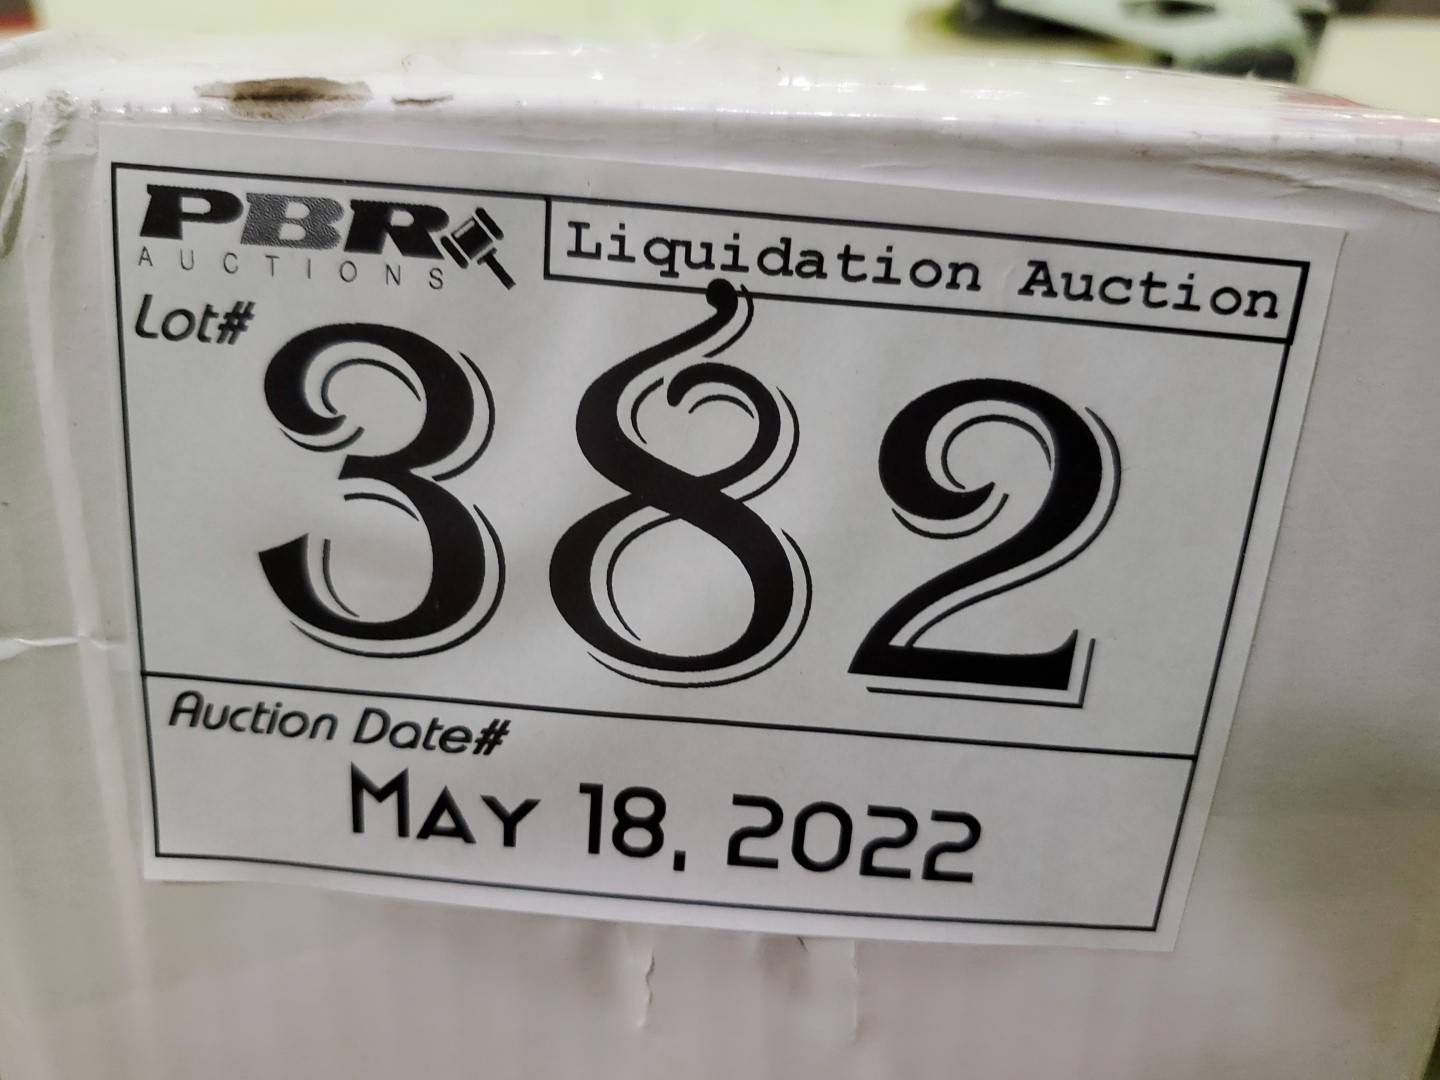 PBR
AUCTIONS
Liquidation Auction
Lot#
382
Auction Date#
May 18, 2022